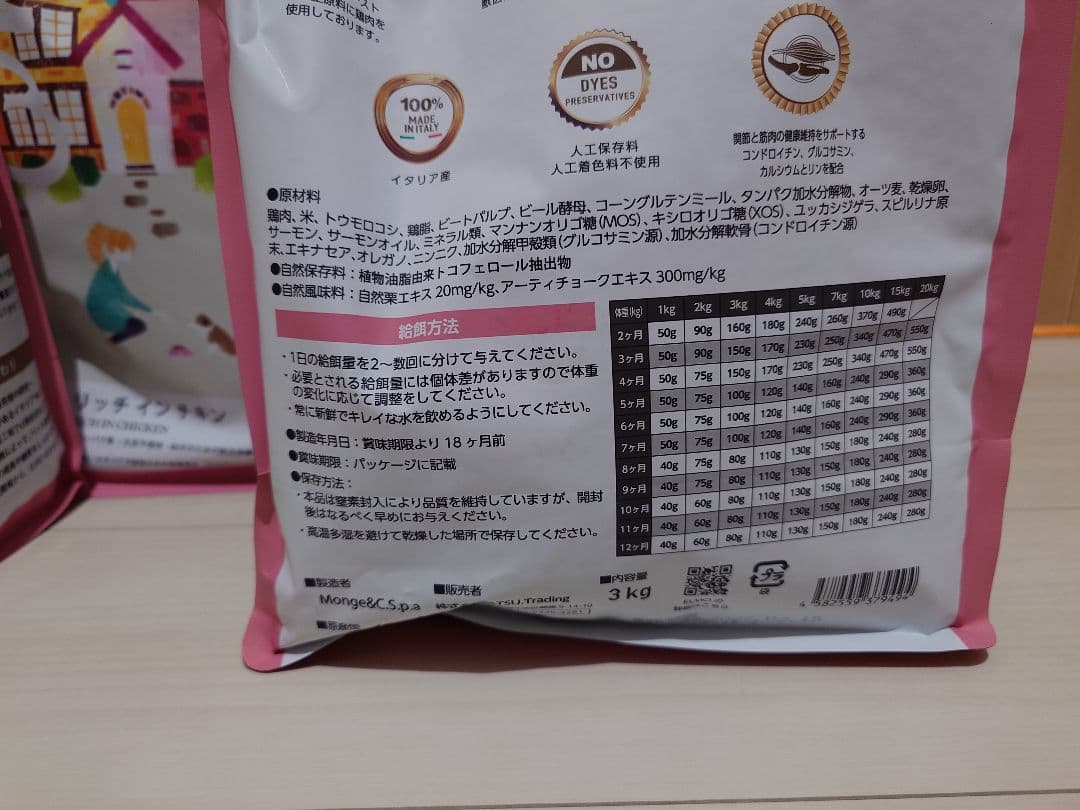 に鶏肉を
使用しております。
100%
MADE
IN ITALY
イタリア産
NO
DYES
PRESERVATIVES
人工保存料
人工着色料不使用
関節と筋肉の健康維持をサポートする
コンドロイチン、グルコサミン、
カルシウムとリンを配合
●原材料
鶏肉、米、トウモロコシ、鶏脂、ビートパルプ、ビール酵母、コーングルテンミール、タンパク加水分解物、オーツ麦、乾燥卵、
サーモン、サーモンオイル、ミネラル類、マンナンオリゴ糖(MOS)、キシロオリゴ糖(XOS)、ユッカシジゲラ、スピルリナ原
末、エキナセア、オレガノ、ニンニク、加水分解甲殻類(グルコサミン源)、加水分解軟骨(コンドロイチン源)
●自然保存料：植物油脂由来トコフェロール抽出物
●自然風味料：自然栗エキス 20mg/kg、アーティチョークエキス 300mg/kg
給餌方法
・1日の給餌量を2〜数回に分けて与えてください。
・必要とされる給餌量には個体差がありますので体重
の変化に応じて調整をしてください。
・常に新鮮でキレイな水を飲めるようにしてください。
●製造年月日：賞味期限より 18 ヶ月前
●賞味期限：パッケージに記載
●保存方法：
・本品は窒素封入により品質を維持していますが、開封
後はなるべく早めにお与えください。
・高温多湿を避けて乾燥した場所で保存してください。
体重(kg) 1kg 2kg 3kg 4kg 5kg 7kg 10kg 15kg 20kg
2ヶ月 50g 90g 160g 180g 240g 260g 370g 490g
3ヶ月 50g 90g 150g 170g 230g 250g 340g 470g 550g
4ヶ月 50g 75g 150g 170g 230g 250g 340g 470g 550g
5ヶ月 50g 75g 100g 120g 140g 160g 240g 290g 360g
6ヶ月 50g 75g 100g 120g 140g 160g 240g 290g 360g
7ヶ月 50g 75g 100g 120g 140g 160g 240g 290g 360g
8ヶ月 40g 75g 80g 110g 130g 150g 180g 240g 280g
9ヶ月 40g 75g 80g 110g 130g 150g 180g 240g 280g
10ヶ月 40g 60g 80g 110g 130g 150g 180g 240g 280g
11ヶ月 40g 60g 80g 110g 130g 150g 180g 240g 280g
12ヶ月 40g 60g 80g 110g 130g 150g 180g 240g 280g
■製造者
Monge&C.S.p.a
■販売者
TSU.Trading
■内容量
3 kg
プラ
袋
4 582559 379494
■原産国
リッチ イン チキン